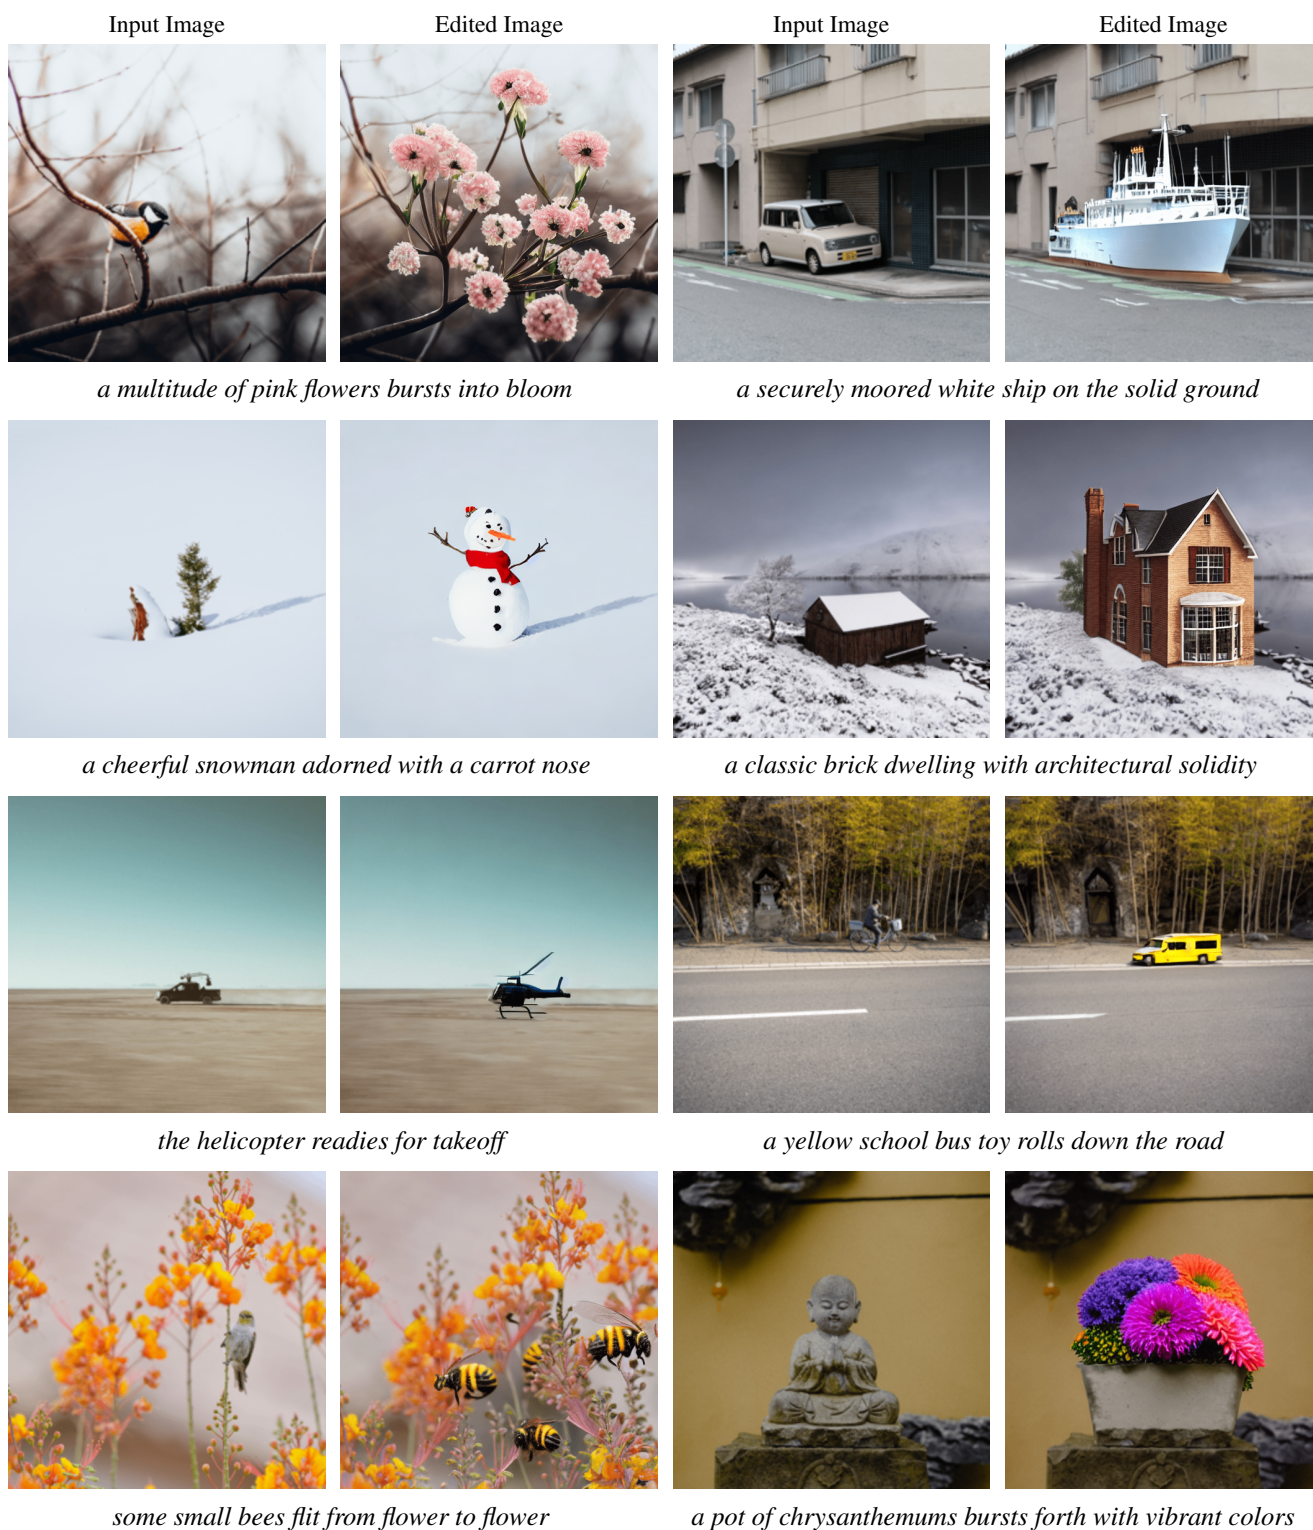 Input Image
Edited Image
Input Image
Edited Image
a multitude of pink flowers bursts into bloom
a securely moored white ship on the solid ground
a cheerful snowman adorned with a carrot nose
a classic brick dwelling with architectural solidity
the helicopter readies for takeoff
a yellow school bus toy rolls down the road
some small bees flit from flower to flower
a pot of chrysanthemums bursts forth with vibrant colors